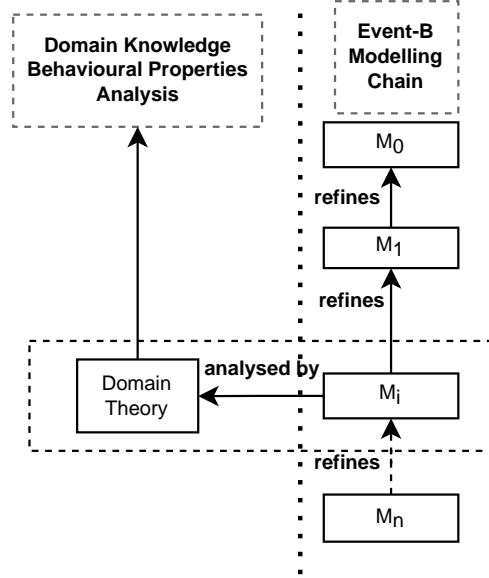 Domain Knowledge
Behavioural Properties
Analysis
Event-B
Modelling
Chain
M0
refines
M1
refines
analysed by
Domain
Theory
Mi
refines
Mn